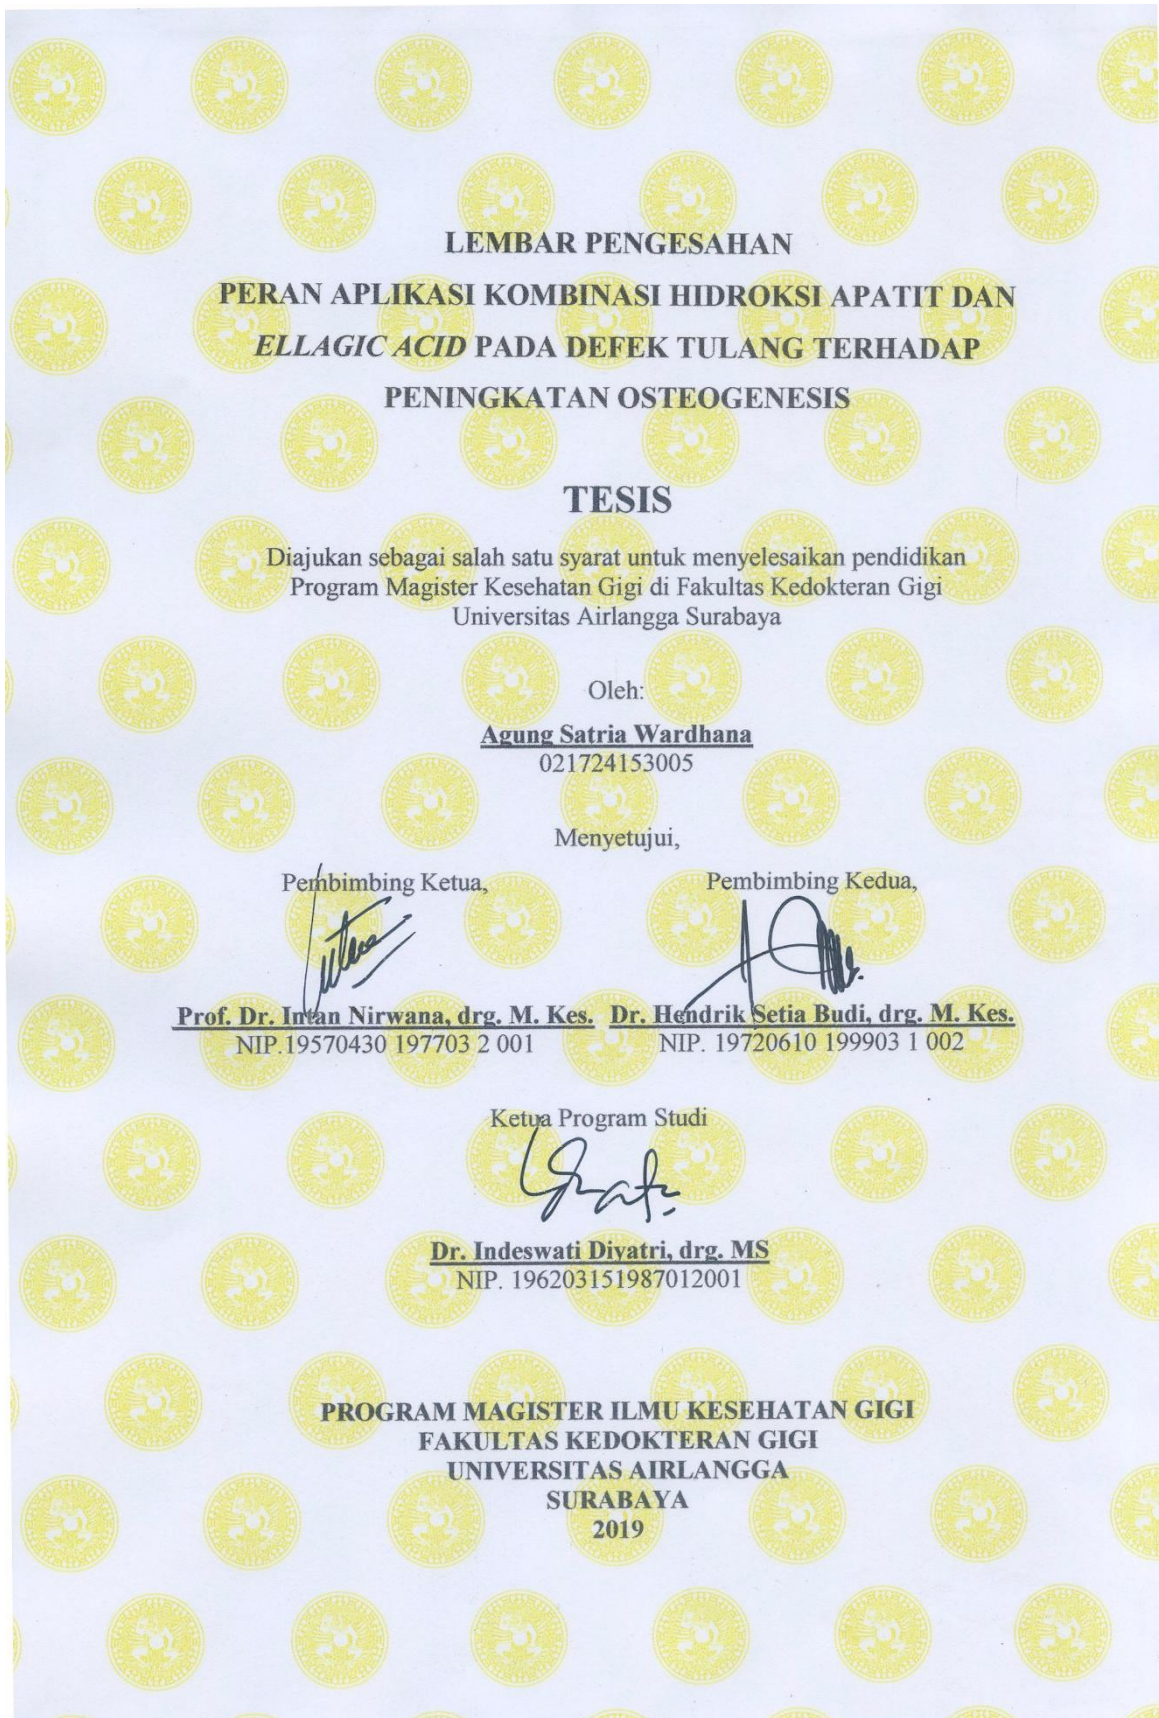 LEMBAR PENGESAHAN
PERAN APLIKASI KOMBINASI HIDROKSI APATIT DAN
ELLAGIC ACID PADA DEFEK TULANG TERHADAP
PENINGKATAN OSTEOGENESIS
TESIS
Diajukan sebagai salah satu syarat untuk menyelesaikan pendidikan
Program Magister Kesehatan Gigi di Fakultas Kedokteran Gigi
Universitas Airlangga Surabaya
Oleh:
Agung Satria Wardhana
021724153005
Menyetujui,
Pembimbing Ketua, Pembimbing Kedua,
Prof. Dr. Intan Nirwana, drg. M. Kes. Dr. Hendrik Setia Budi, drg. M. Kes.
NIP.19570430 197703 2 001 NIP. 19720610 199903 1 002
Ketua Program Studi
Dr. Indeswati Diyatri, drg. MS
NIP. 196203151987012001
PROGRAM MAGISTER ILMU KESEHATAN GIGI
FAKULTAS KEDOKTERAN GIGI
UNIVERSITAS AIRLANGGA
SURABAYA
2019